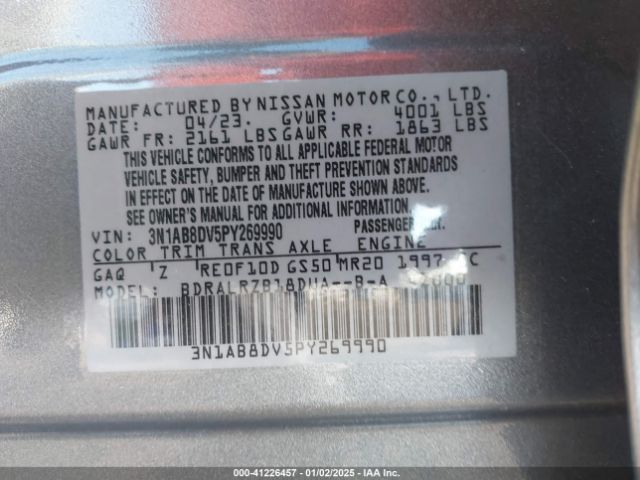 MANUFACTURED BY NISSAN MOTOR CO., LTD.
DATE: 04/23. GVWR: 4001 LBS
GAWR FR: 2161 LBS GAWR RR: 1863 LBS
THIS VEHICLE CONFORMS TO ALL APPLICABLE FEDERAL MOTOR
VEHICLE SAFETY, BUMPER AND THEFT PREVENTION STANDARDS
IN EFFECT ON THE DATE OF MANUFACTURE SHOWN ABOVE.
SEE OWNER'S MANUAL FOR ADDITIONAL INFORMATION.
VIN: 3N1AB8DV5PY269990 PASSENGER CAR
COLOR TRIM TRANS AXLE ENGINE
GAQ Z RE0F10D GS50 MR20 1997 CC
MODEL: BDRALRZB18DUA--B-A
3N1AB8DV5PY269990
000-41226457 - 01/02/2025 - IAA Inc.